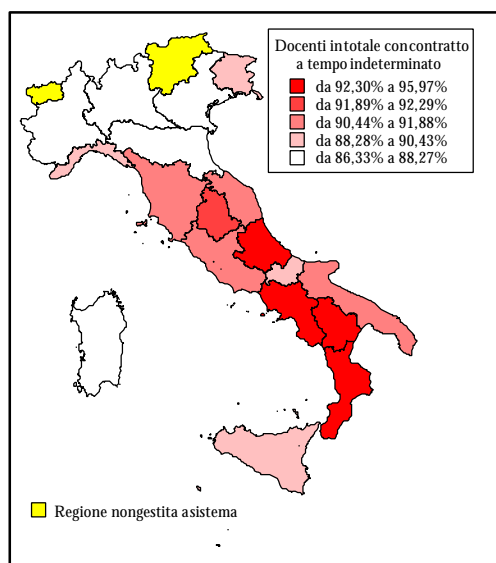 Docenti in totale con contratto
a tempo indeterminato
da 92,30% a 95,97%
da 91,89% a 92,29%
da 90,44% a 91,88%
da 88,28% a 90,43%
da 86,33% a 88,27%
Regione non gestita a sistema